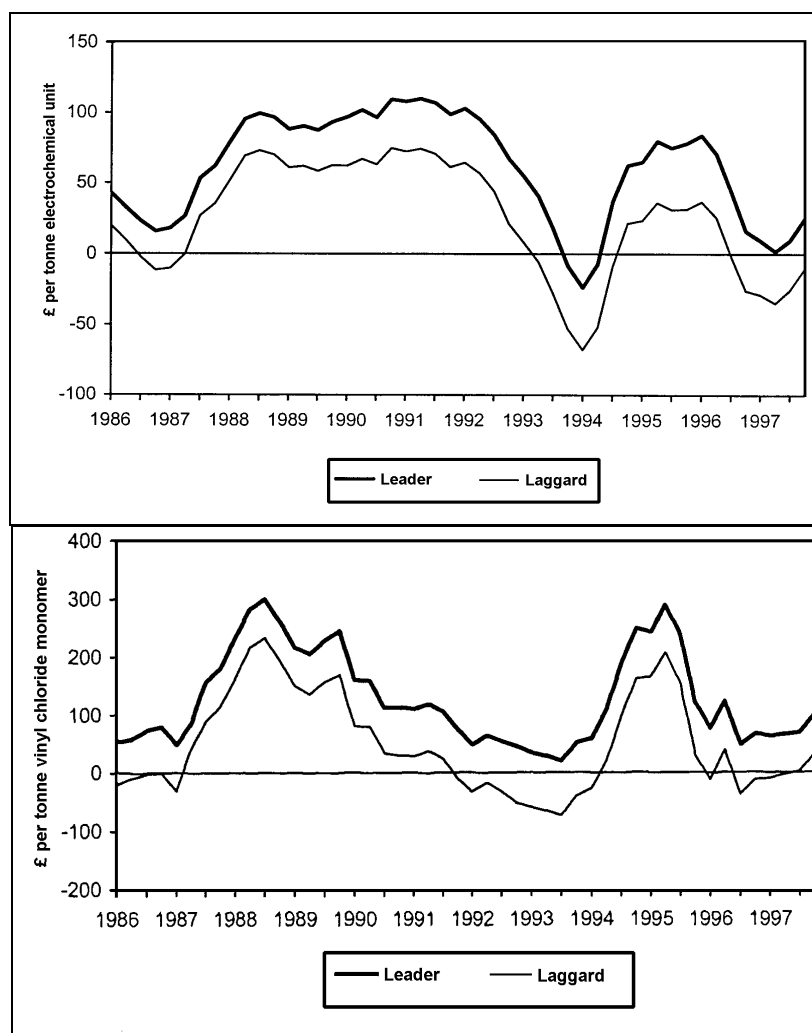 £ per tonne electrochemical unit
150
100
50
0
-50
-100
1986 1987 1988 1989 1990 1991 1992 1993 1994 1995 1996 1997
Leader Laggard
£ per tonne vinyl chloride monomer
400
300
200
100
0
-100
-200
1986 1987 1988 1989 1990 1991 1992 1993 1994 1995 1996 1997
Leader Laggard